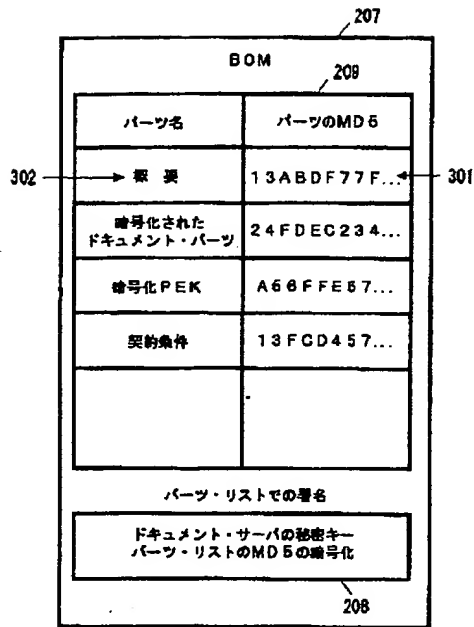 207
BOM
209
パーツ名 パーツのMD5
302 概要 13ABDF77F... 301
暗号化された
ドキュメント・パーツ 24FDEC234...
暗号化PEK A56FFE57...
契約条件 13FCD457...
パーツ・リストでの署名
ドキュメント・サーバの秘密キー
パーツ・リストのMD5の暗号化
208